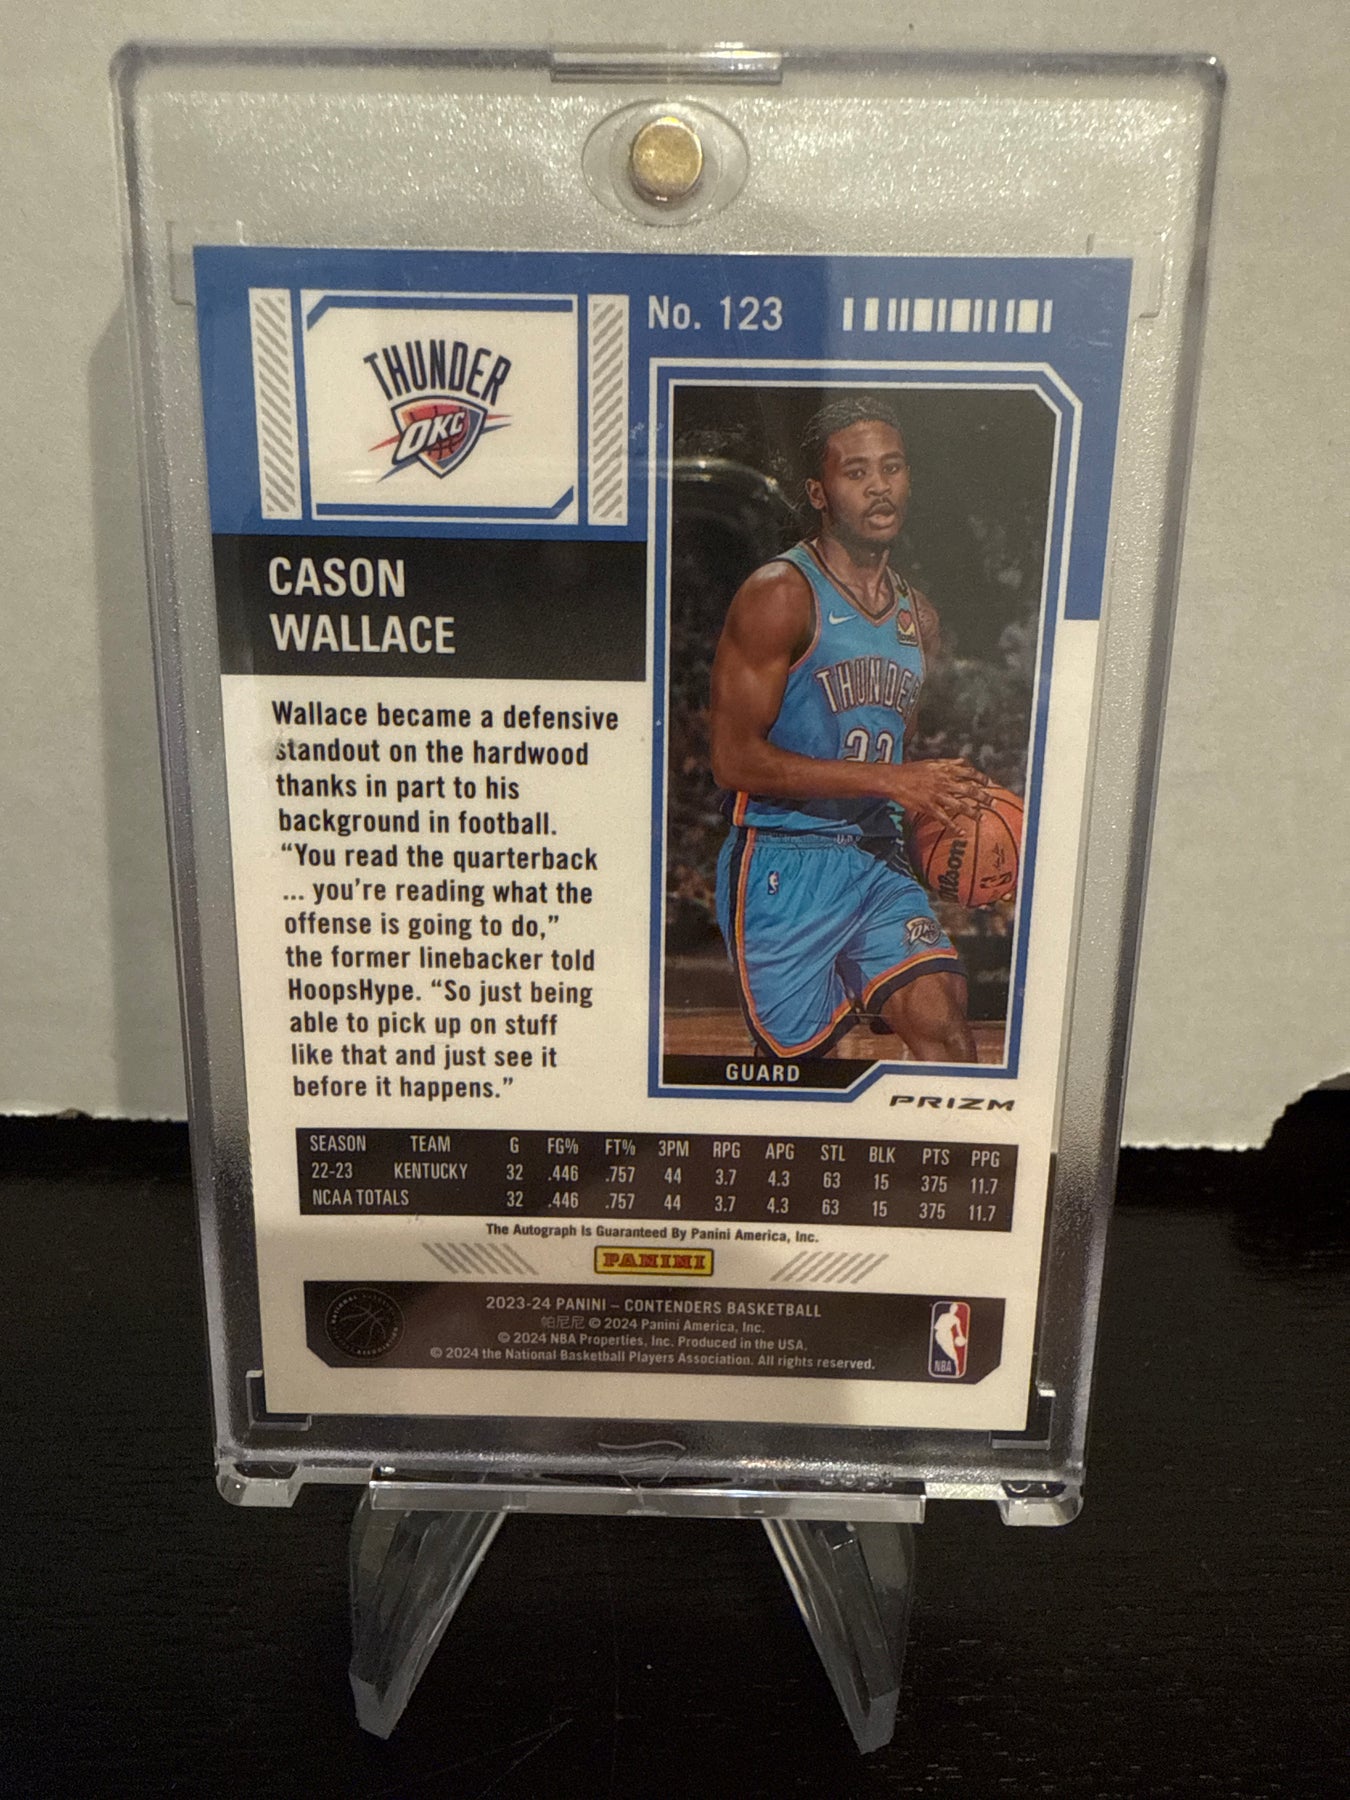 No. 123
THUNDER
OKC
CASON
WALLACE
Wallace became a defensive
standout on the hardwood
thanks in part to his
background in football.
“You read the quarterback
... you’re reading what the
offense is going to do,”
the former linebacker told
HoopsHype. “So just being
able to pick up on stuff
like that and just see it
before it happens.”
THUNDE
22
Wilson
OKC
GUARD
PRIZM
SEASON TEAM G FG% FT% 3PM RPG APG STL BLK PTS PPG
22-23 KENTUCKY 32 .446 .757 44 3.7 4.3 63 15 375 11.7
NCAA TOTALS 32 .446 .757 44 3.7 4.3 63 15 375 11.7
The Autograph Is Guaranteed By Panini America, Inc.
PANINI
2023-24 PANINI – CONTENDERS BASKETBALL
帕尼尼 © 2024 Panini America, Inc.
© 2024 NBA Properties, Inc. Produced in the USA.
© 2024 the National Basketball Players Association. All rights reserved.
NBA